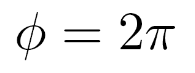 ϕ = 2π